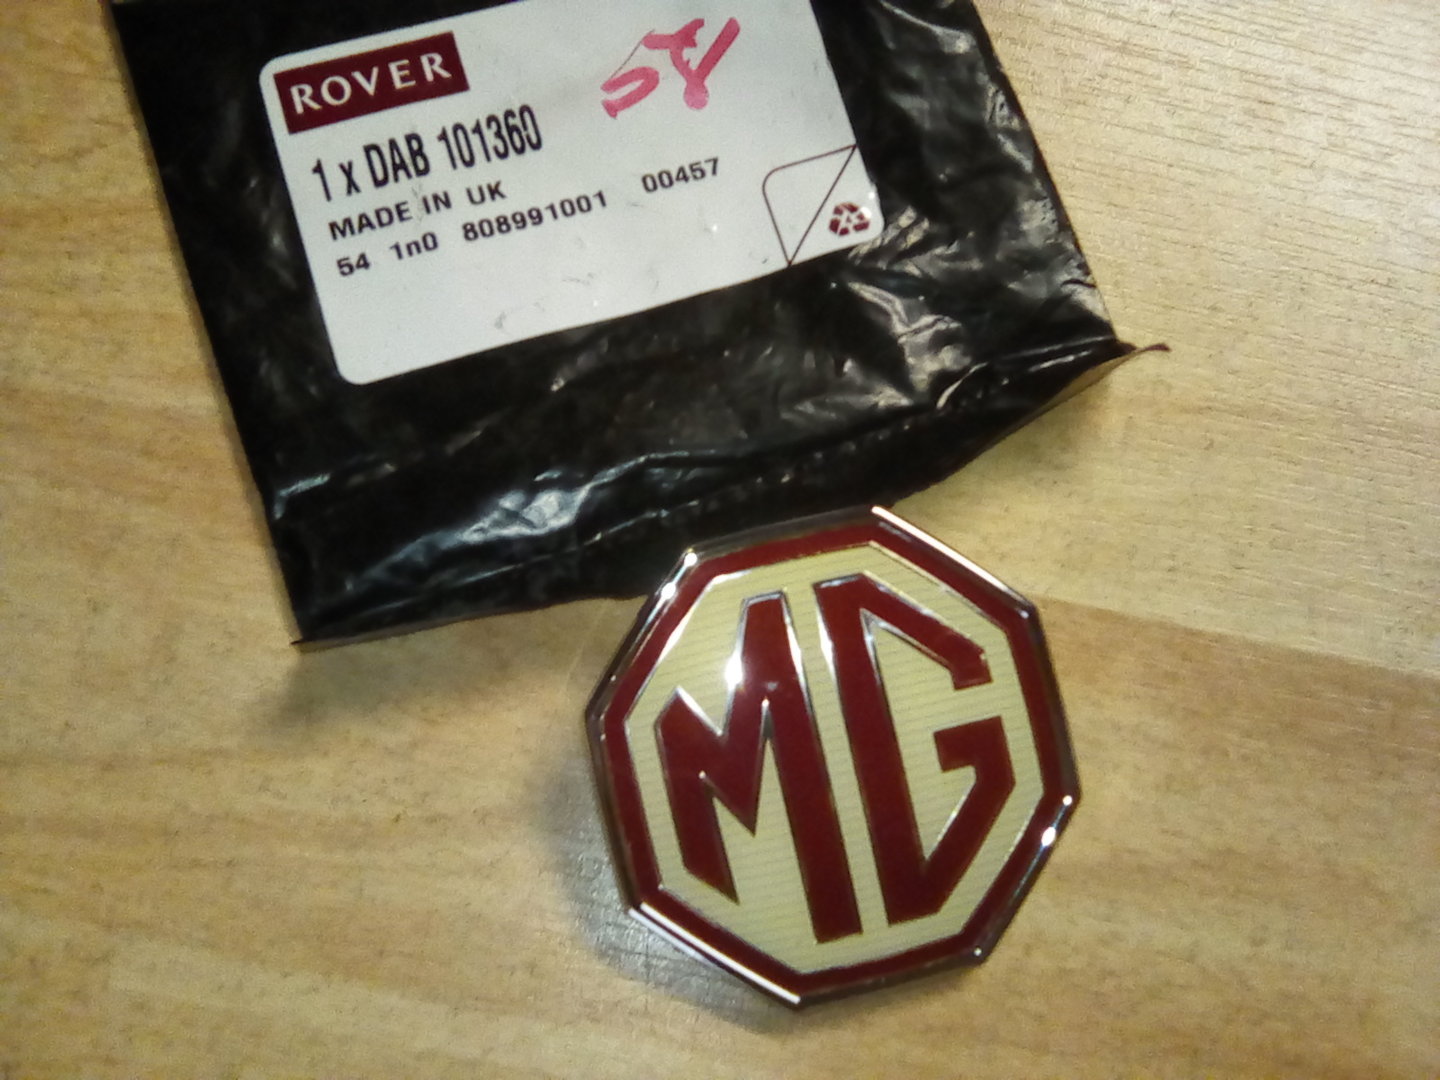 ROVER
1 x DAB 101360
MADE IN UK
54 1n0 808991001 00457
MG